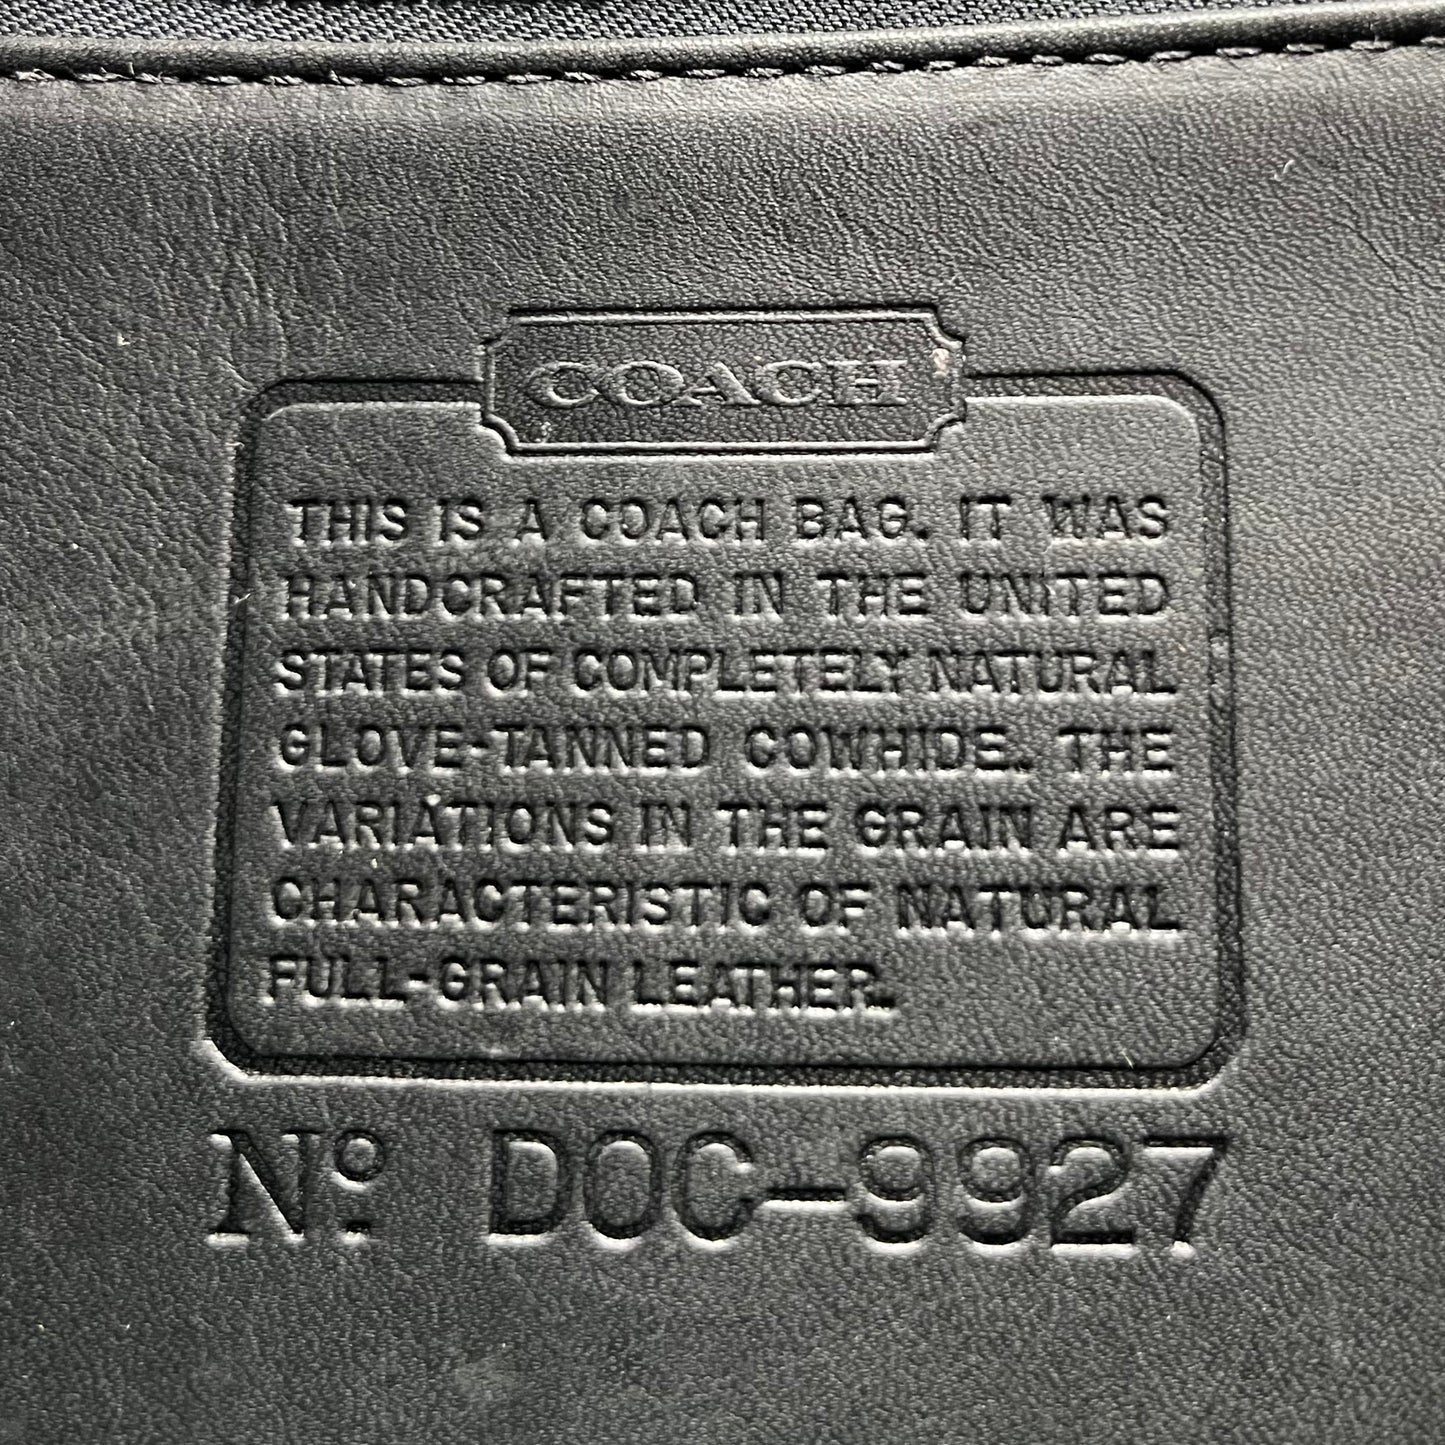 COACH
THIS IS A COACH BAG. IT WAS
HANDCRAFTED IN THE UNITED
STATES OF COMPLETELY NATURAL
GLOVE-TANNED COWHIDE. THE
VARIATIONS IN THE GRAIN ARE
CHARACTERISTIC OF NATURAL
FULL-GRAIN LEATHER.
Nº DOC-9927